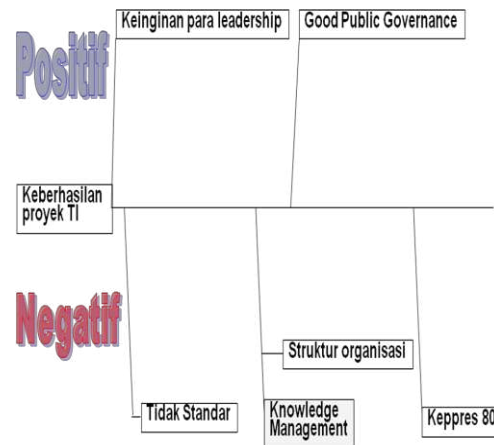 Keinginan para leadership
Good Public Governance
Positif
Keberhasilan
proyek TI
Negatif
Struktur organisasi
Tidak Standar
Knowledge
Management
Keppres 80